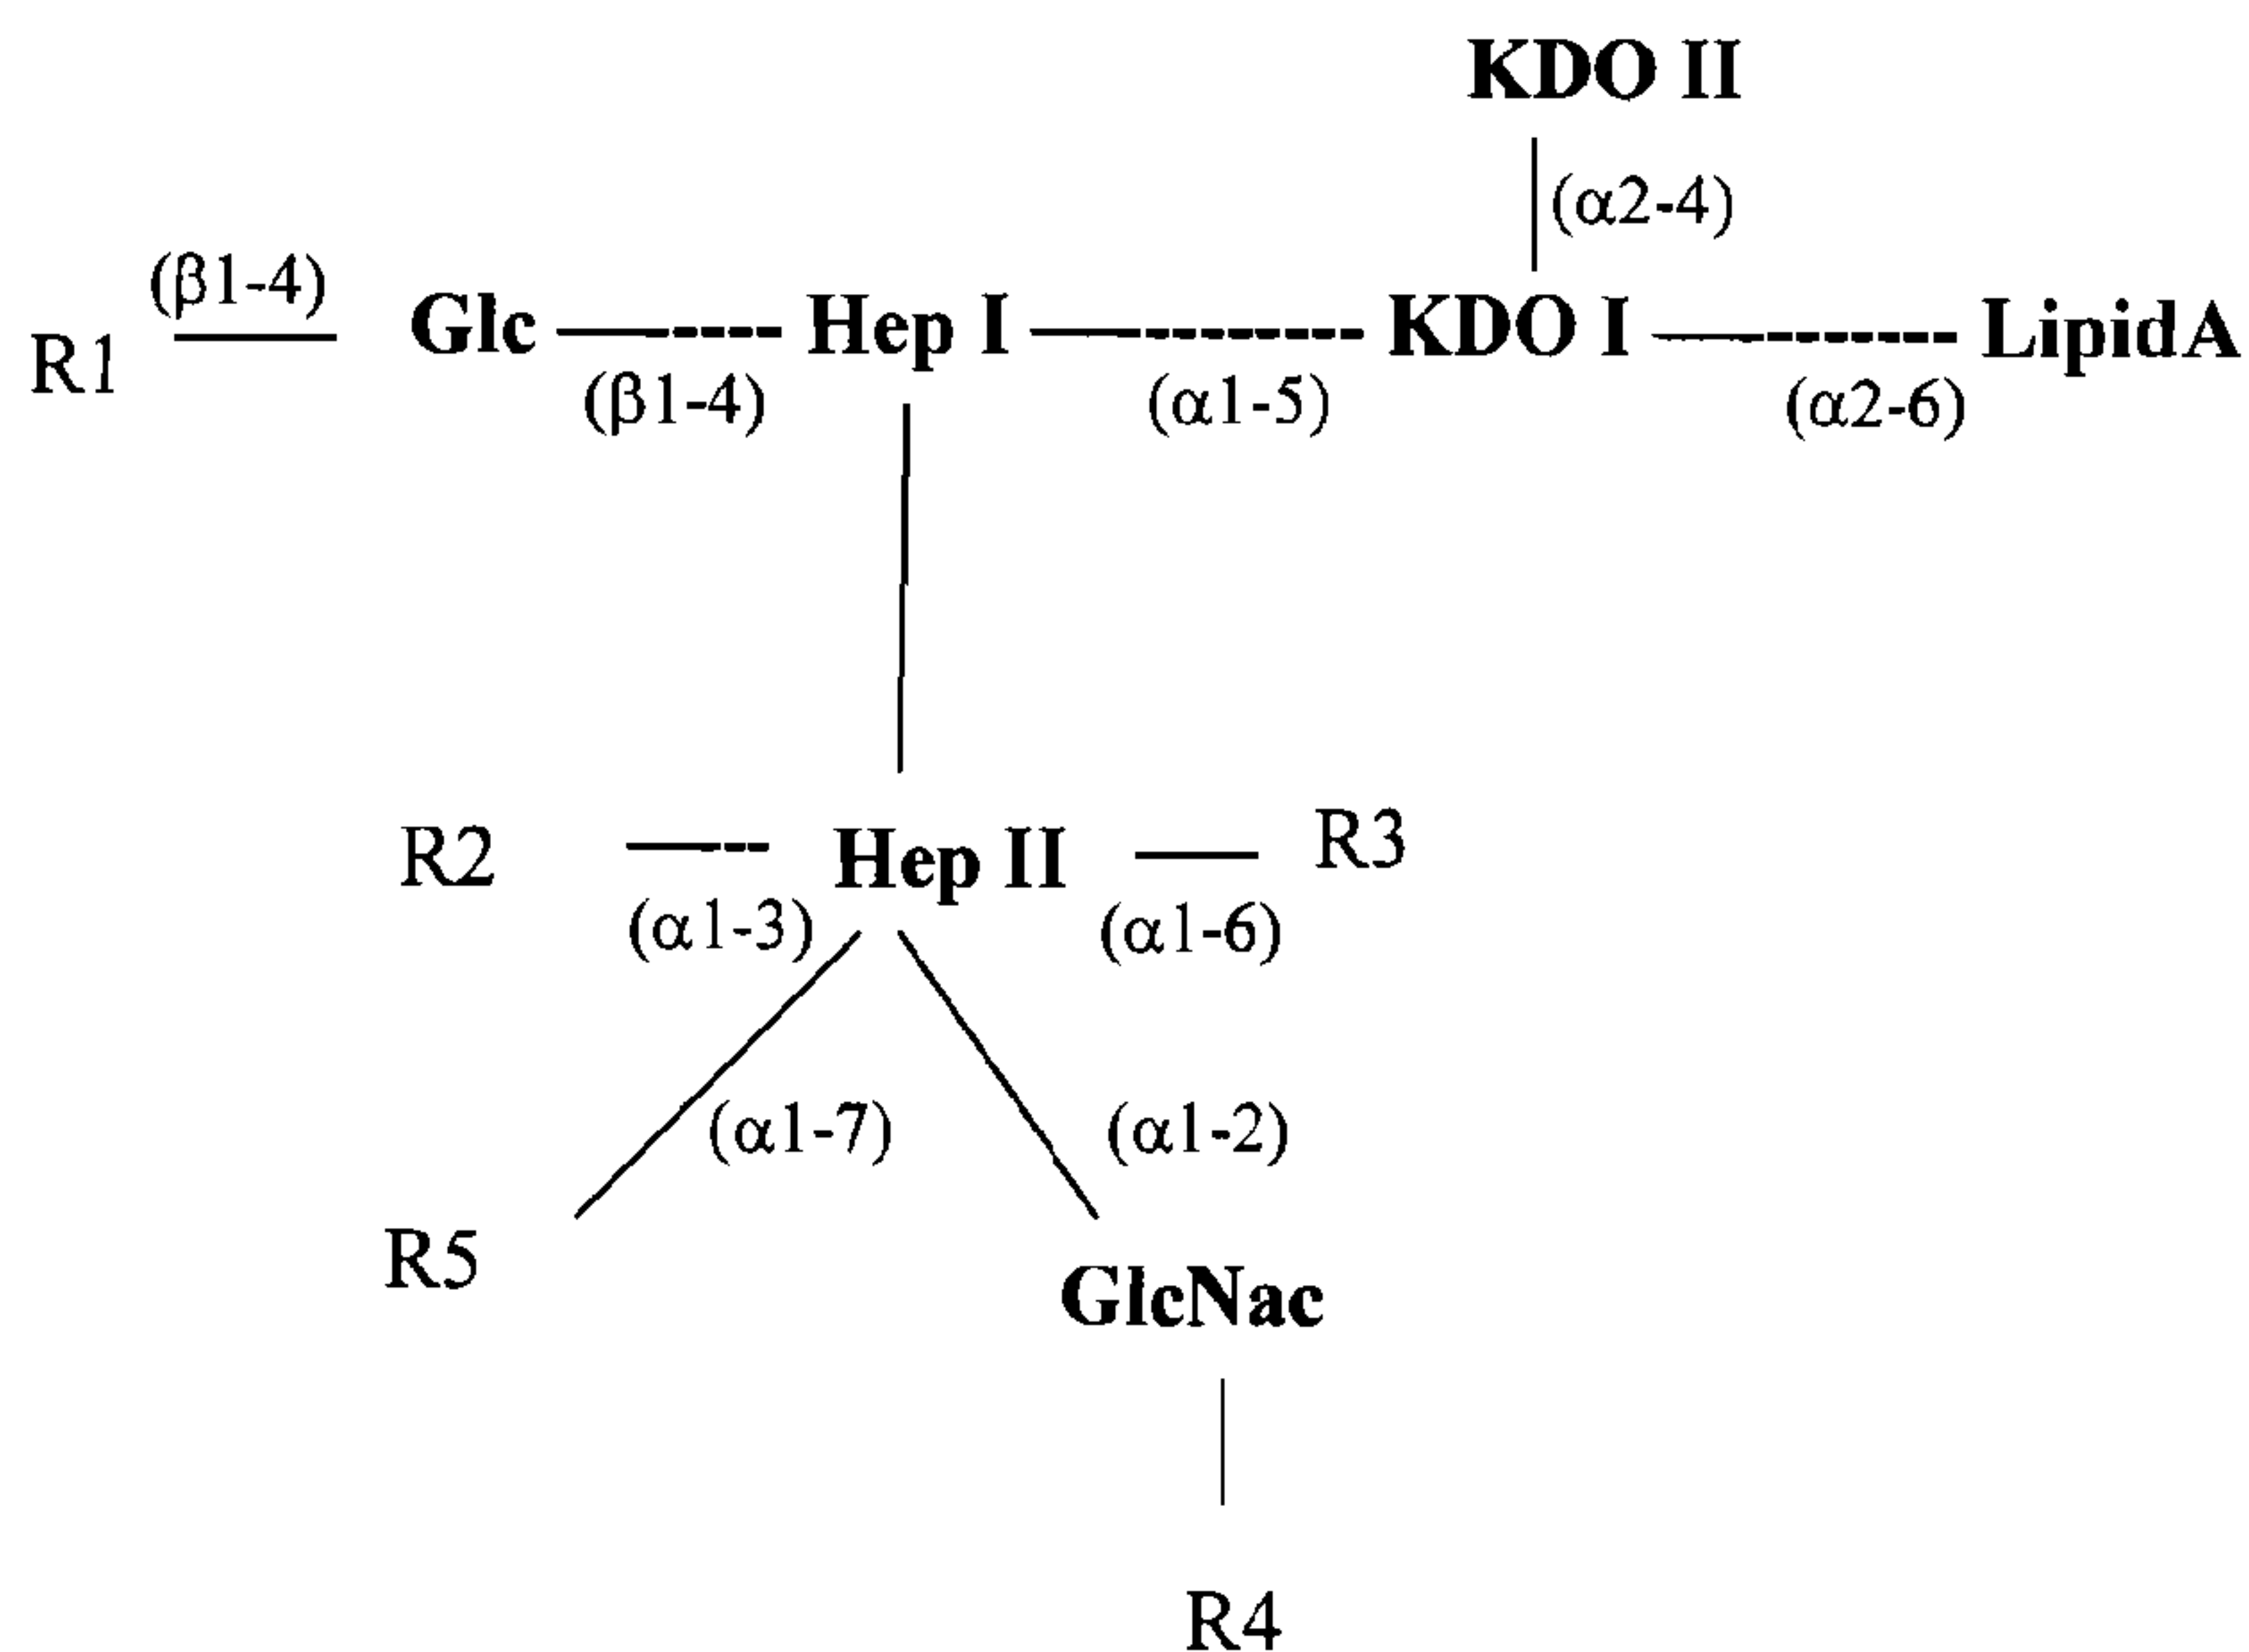 KDO II
(α2-4)
(β1-4)
R1 Glc Hep I KDO I LipidA
(β1-4) (α1-5) (α2-6)
R2 Hep II R3
(α1-3) (α1-6)
(α1-7) (α1-2)
R5 GlcNac
R4